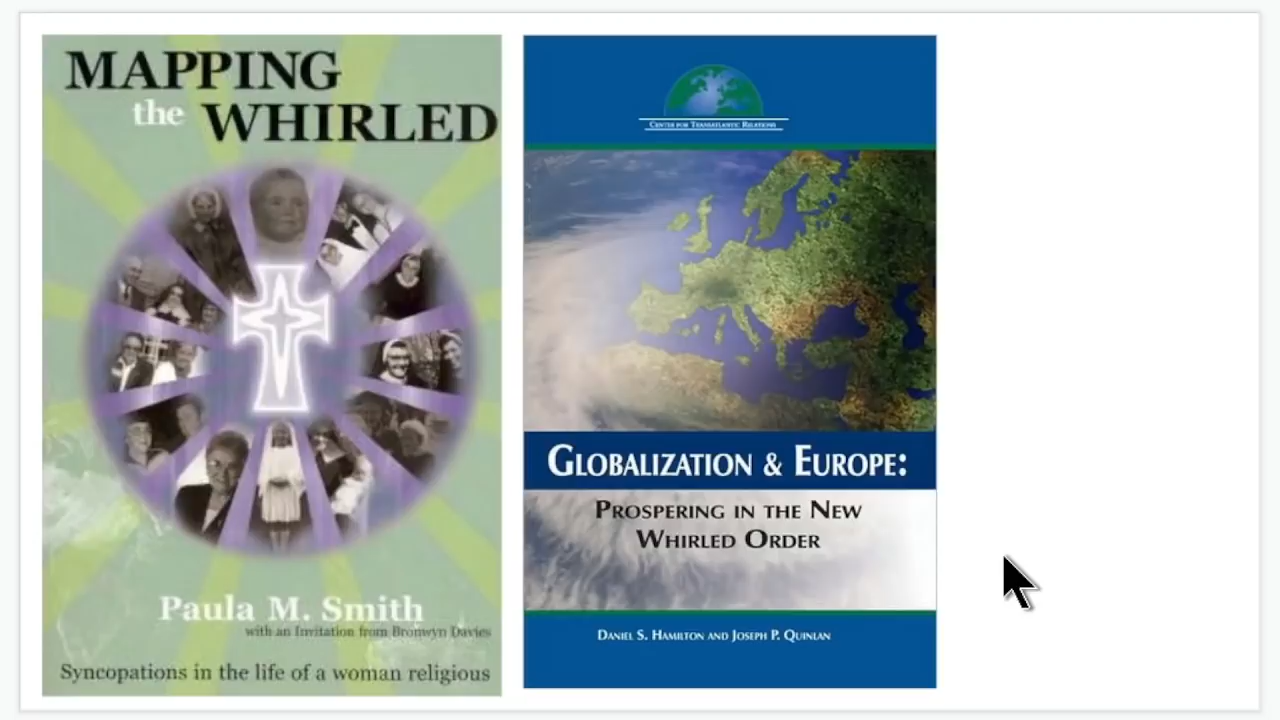 MAPPING
the WHIRLED
Paula M. Smith
with an Invitation from Bronwyn Davies
Syncopations in the life of a woman religious
CENTER FOR TRANSATLANTIC RELATIONS
GLOBALIZATION & EUROPE:
PROSPERING IN THE NEW
WHIRLED ORDER
DANIEL S. HAMILTON AND JOSEPH P. QUINLAN